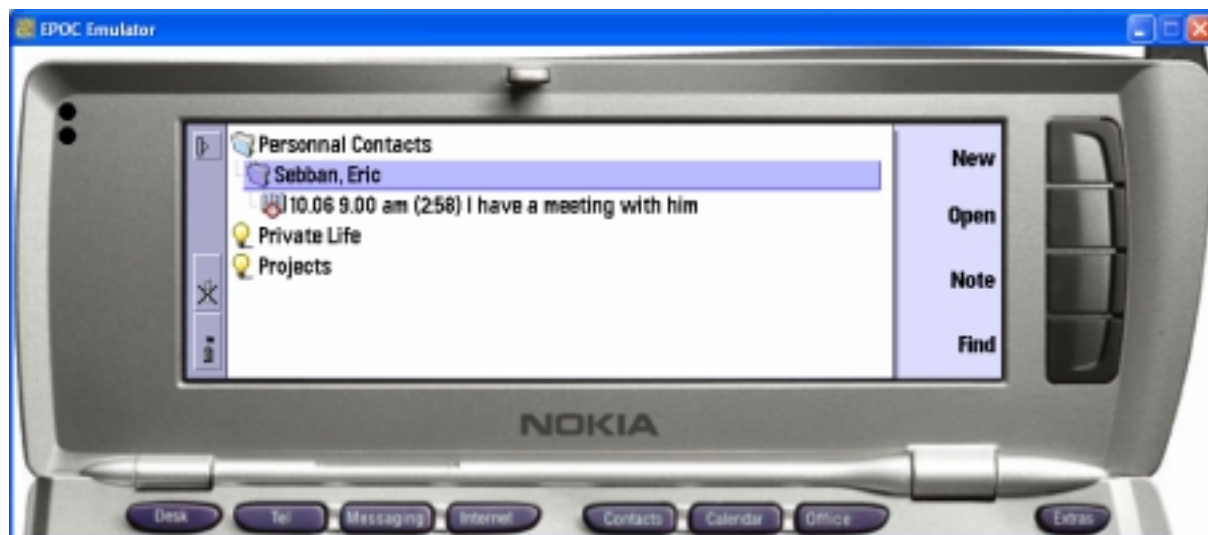 EPOC Emulator
Personnal Contacts
Sebban, Eric
10.06 9.00 am (2:58) I have a meeting with him
Private Life
Projects
New
Open
Note
Find
NOKIA
Desk Tel Messaging Internet Contacts Calendar Office Extras